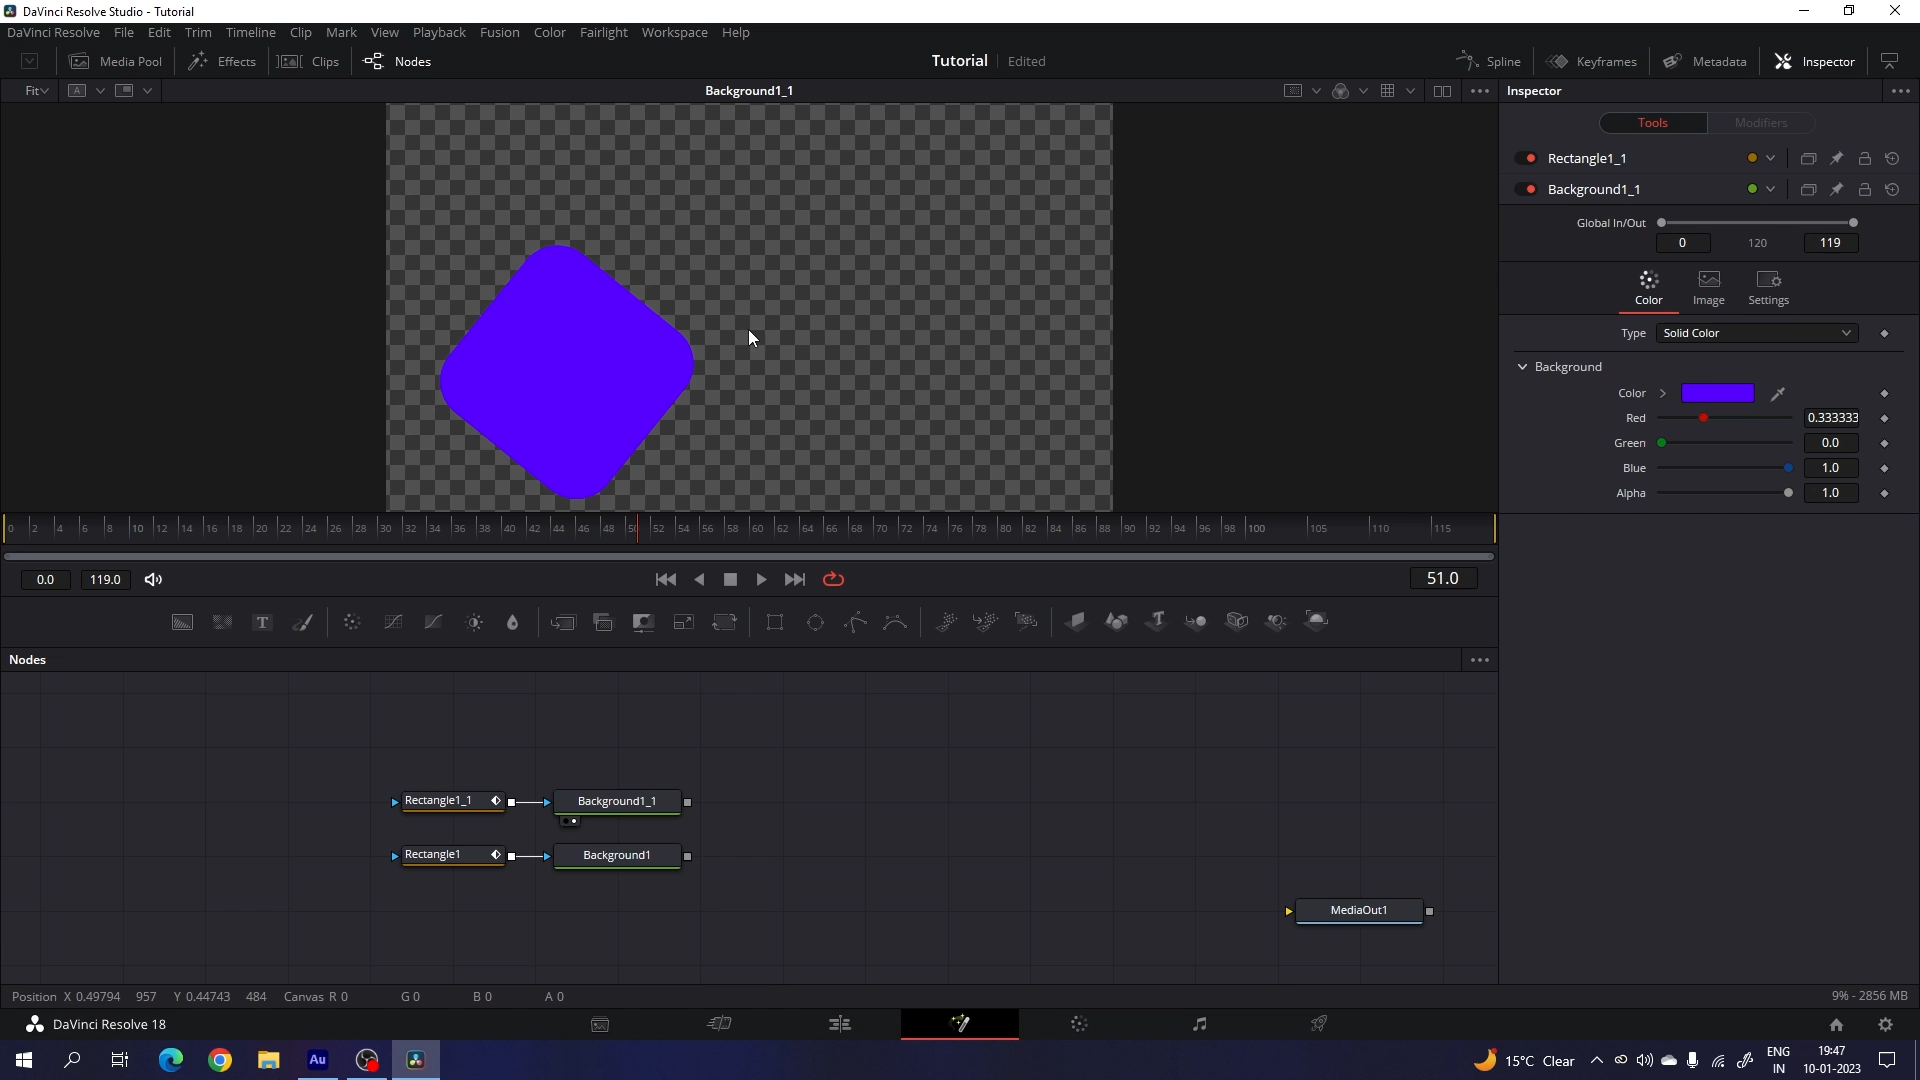 DaVinci Resolve Studio - Tutorial
DaVinci Resolve File Edit Trim Timeline Clip Mark View Playback Fusion Color Fairlight Workspace Help
Media Pool Effects Clips Nodes Tutorial Edited Spline Keyframes Metadata Inspector
Fit A Background1_1 Inspector
Tools Modifiers
Rectangle1_1
Background1_1
Global In/Out
0 120 119
Color Image Settings
Type Solid Color
Background
Color
Red 0.333333
Green 0.0
Blue 1.0
Alpha 1.0
0 2 4 6 8 10 12 14 16 18 20 22 24 26 28 30 32 34 36 38 40 42 44 46 48 52 54 56 58 60 62 64 66 68 70 72 74 76 78 80 82 84 86 88 90 92 94 96 98 100 105 110 115
0.0 119.0 51.0
T
T
Nodes
Rectangle1_1 Background1_1
Rectangle1 Background1
MediaOut1
Position X 0.49794 957 Y 0.44743 484 Canvas R 0 G 0 B 0 A 0 9% - 2856 MB
DaVinci Resolve 18
Au 15°C Clear ENG IN 19:47 10-01-2023